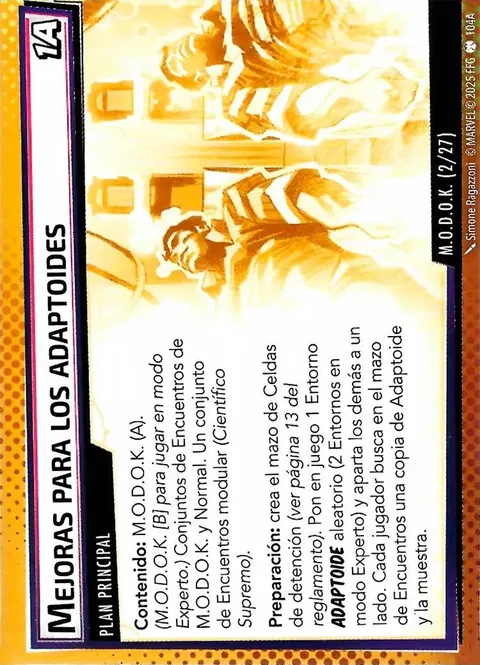 MEJORAS PARA LOS ADAPTOIDES
1A
PLAN PRINCIPAL
Contenido: M.O.D.O.K. (A).
(M.O.D.O.K. [B] para jugar en modo
Experto.) Conjuntos de Encuentros de
M.O.D.O.K. y Normal. Un conjunto
de Encuentros modular (Científico
Supremo).
Preparación: crea el mazo de Celdas
de detención (ver página 13 del
reglamento). Pon en juego 1 Entorno
ADAPTOIDE aleatorio (2 Entornos en
modo Experto) y aparta los demás a un
lado. Cada jugador busca en el mazo
de Encuentros una copia de Adaptoide
y la muestra.
M.O.D.O.K. (2/27)
Simone Ragazzoni © MARVEL © 2025 FFG 104A